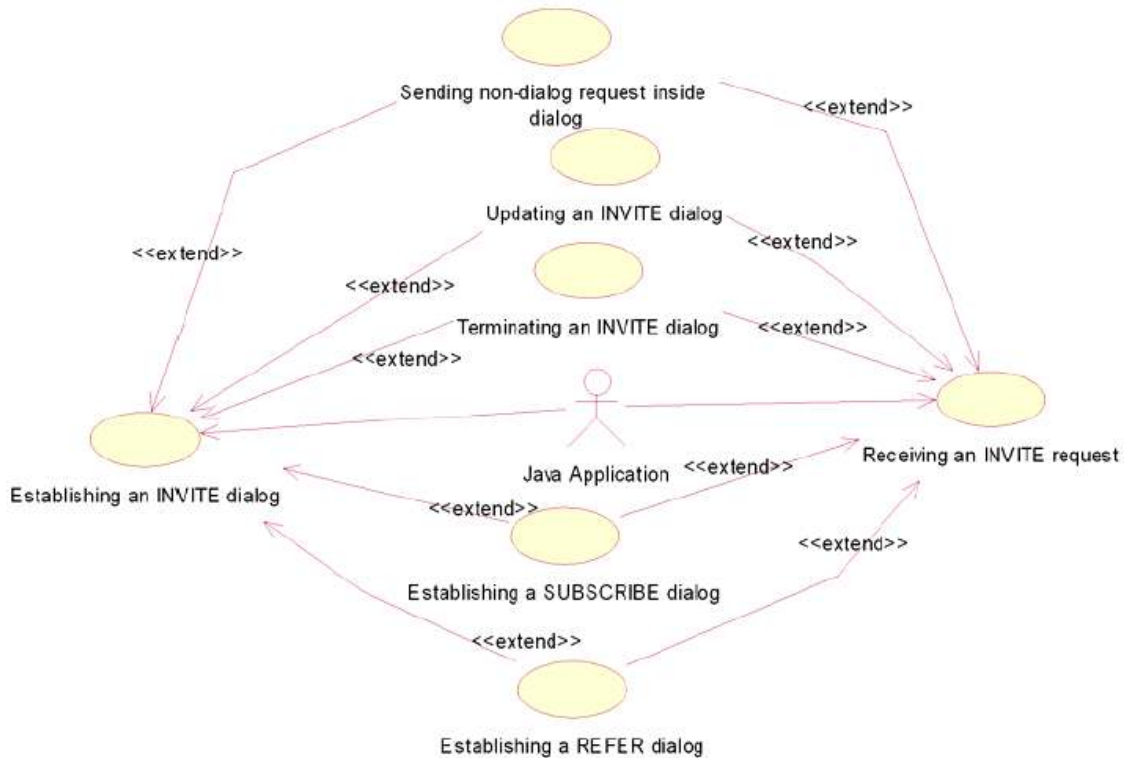 Sending non-dialog request inside
dialog
<<extend>>
Updating an INVITE dialog
<<extend>>
<<extend>>
<<extend>>
Terminating an INVITE dialog
<<extend>>
<<extend>>
Java Application
Receiving an INVITE request
<<extend>>
Establishing an INVITE dialog
<<extend>>
<<extend>>
Establishing a SUBSCRIBE dialog
<<extend>>
Establishing a REFER dialog